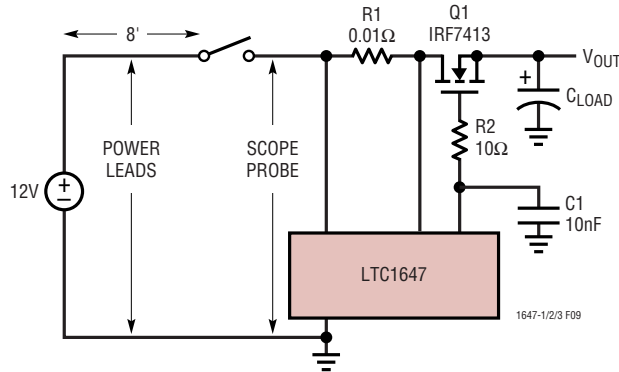 8'
R1
0.01Ω
Q1
IRF7413
VOUT
+
CLOAD
POWER
LEADS
SCOPE
PROBE
R2
10Ω
12V
+
–
C1
10nF
LTC1647
1647-1/2/3 F09